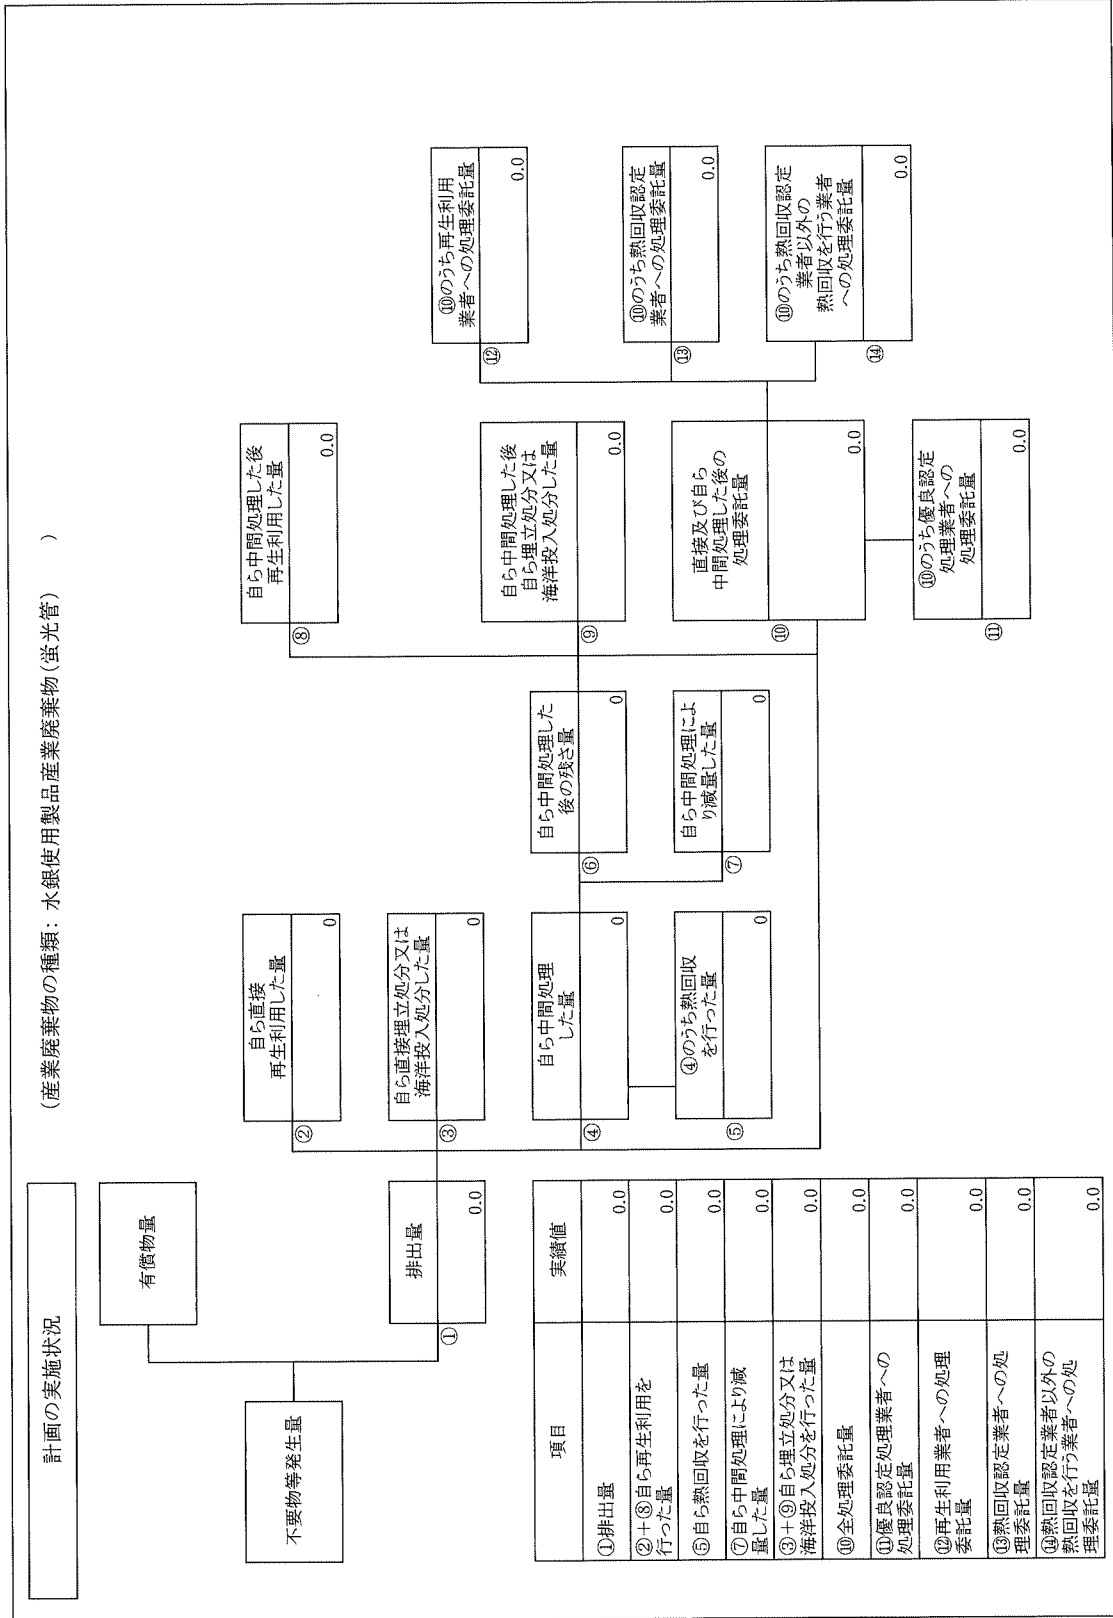 計画の実施状況
(産業廃棄物の種類: 水銀使用製品産業廃棄物(蛍光管) )
不要物等発生量
有償物量
①
排出量
0.0
②
自ら直接
再生利用した量
0
③
自ら直接埋立処分又は
海洋投入処分した量
0
④
自ら中間処理
した量
0
⑤
④のうち熱回収
を行った量
0
⑥
自ら中間処理した
後の残さ量
0
⑦
自ら中間処理によ
り減量した量
0
⑧
自ら中間処理した後
再生利用した量
0.0
⑨
自ら中間処理した後
自ら埋立処分又は
海洋投入処分した量
0.0
⑩
直接及び自ら
中間処理した後の
処理委託量
0.0
⑪
⑩のうち優良認定
処理業者への
処理委託量
0.0
⑫
⑩のうち再生利用
業者への処理委託量
0.0
⑬
⑩のうち熱回収認定
業者への処理委託量
0.0
⑭
⑩のうち熱回収認定
業者以外の
熱回収を行う業者
への処理委託量
0.0
項目 実績値
①排出量 0.0
②+⑧自ら再生利用を
行った量 0.0
⑤自ら熱回収を行った量 0.0
⑦自ら中間処理により減
量した量 0.0
③+⑨自ら埋立処分又は
海洋投入処分を行った量 0.0
⑩全処理委託量 0.0
⑪優良認定処理業者への
処理委託量 0.0
⑫再生利用業者への処理
委託量 0.0
⑬熱回収認定業者への処
理委託量 0.0
⑭熱回収認定業者以外の
熱回収を行う業者への処
理委託量 0.0